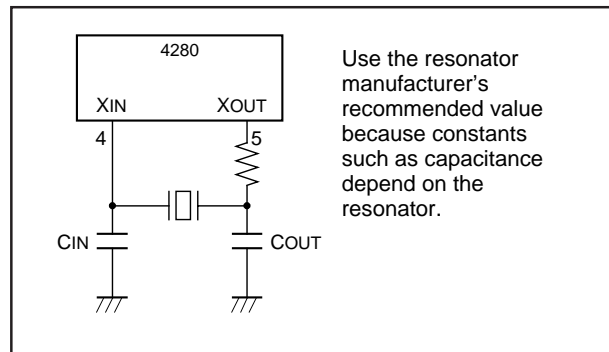 4280
XIN XOUT
4 5
CIN COUT
Use the resonator
manufacturer's
recommended value
because constants
such as capacitance
depend on the
resonator.